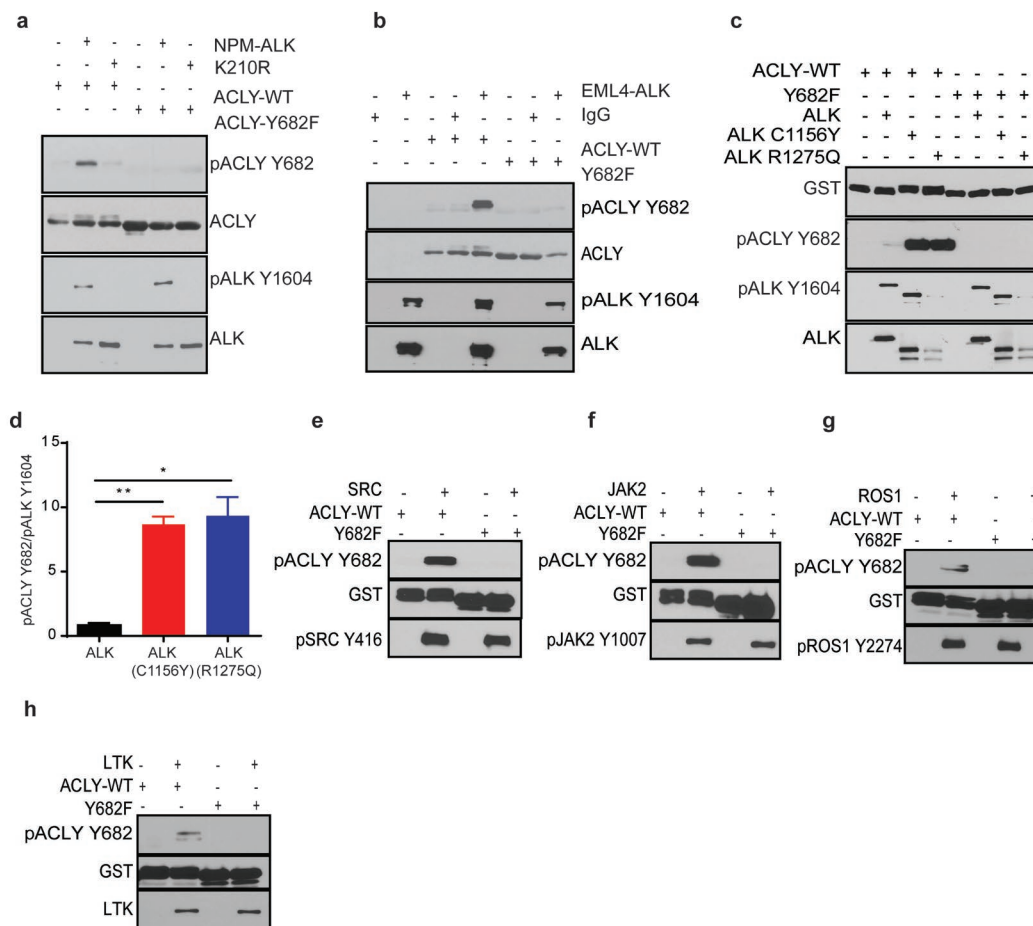 a
- + - - + - NPM-ALK
- - + - - + K210R
+ + + - - - ACLY-WT
- - - + + + ACLY-Y682F
pACLY Y682
ACLY
pALK Y1604
ALK
b
- + - - + - - + EML4-ALK
+ - - + - - + - IgG
- - + + + - - - ACLY-WT
- - - - - + + + Y682F
pACLY Y682
ACLY
pALK Y1604
ALK
c
ACLY-WT + + + + - - - -
Y682F - - - - + + + +
ALK - + - - - + - -
ALK C1156Y - - + - - - + -
ALK R1275Q - - - + - - - +
GST
pACLY Y682
pALK Y1604
ALK
d
pACLY Y682/pALK Y1604
15
10
5
0
*
**
ALK
ALK
(C1156Y)
ALK
(R1275Q)
e
SRC - + - +
ACLY-WT + + - -
Y682F - - + +
pACLY Y682
GST
pSRC Y416
f
JAK2 - + - +
ACLY-WT + + - -
Y682F - - + +
pACLY Y682
GST
pJAK2 Y1007
g
ROS1 - + -
ACLY-WT + + -
Y682F - - +
pACLY Y682
GST
pROS1 Y2274
h
LTK - + - +
ACLY-WT + + - -
Y682F - - + +
pACLY Y682
GST
LTK